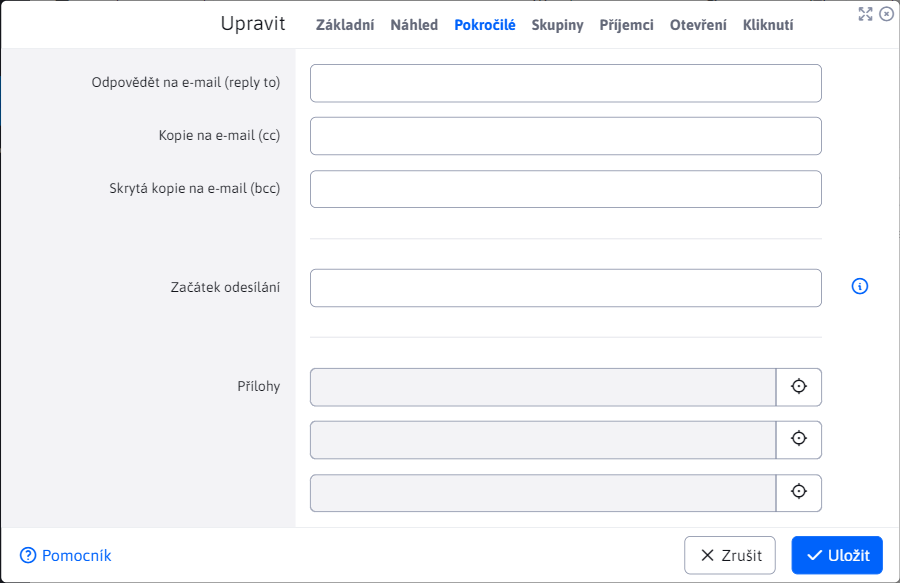 Upravit
Základní Náhled Pokročilé Skupiny Příjemci Otevření Kliknutí
Odpovědět na e-mail (reply to)
Kopie na e-mail (cc)
Skrytá kopie na e-mail (bcc)
Začátek odesílání
Přílohy
Pomocník
Zrušit
Uložit